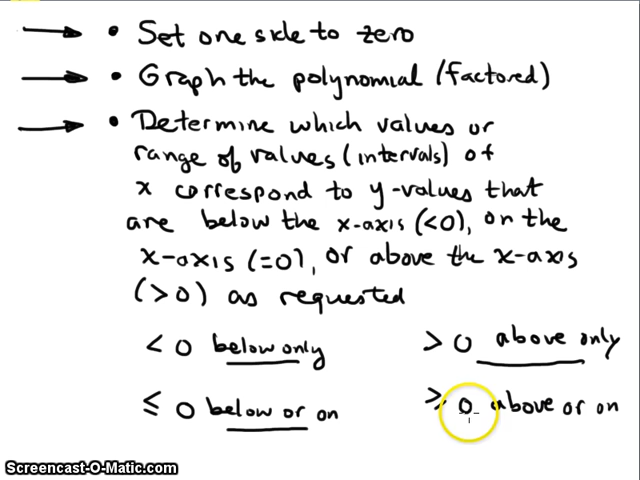 • Set one side to zero
• Graph the polynomial (factored)
• Determine which values or
range of values (intervals) of
x correspond to y-values that
are below the x-axis (<0), on the
x-axis (=0), or above the x-axis
(>0) as requested
< 0 below only > 0 above only
≤ 0 below or on ≥ 0 above or on
Screencast-O-Matic.com